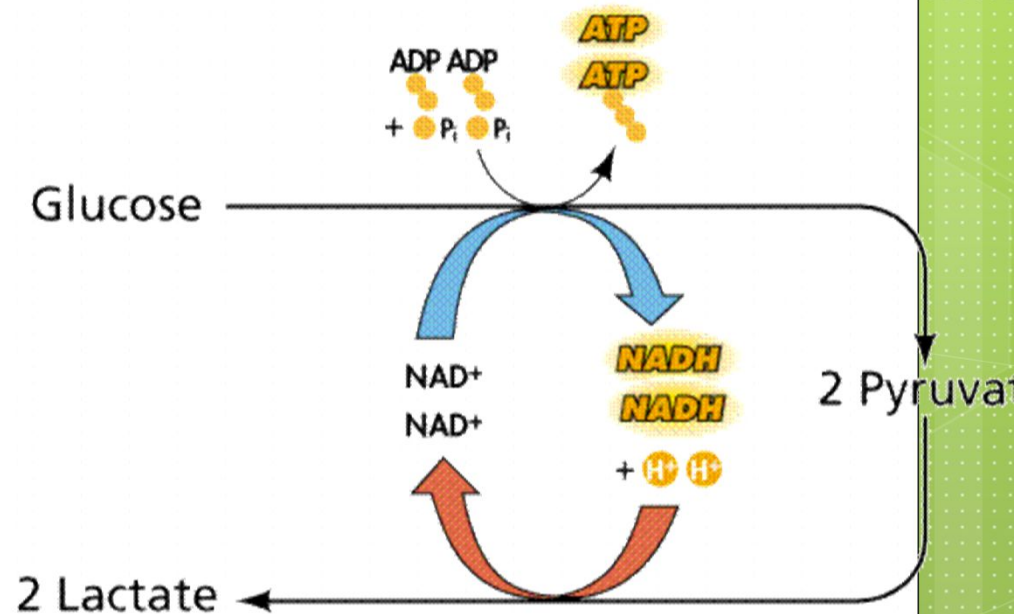 ATP
ATP
ADP ADP
+ Pi Pi
Glucose
NAD+
NAD+
NADH
NADH
+ H+ H+
2 Pyruvat
2 Lactate